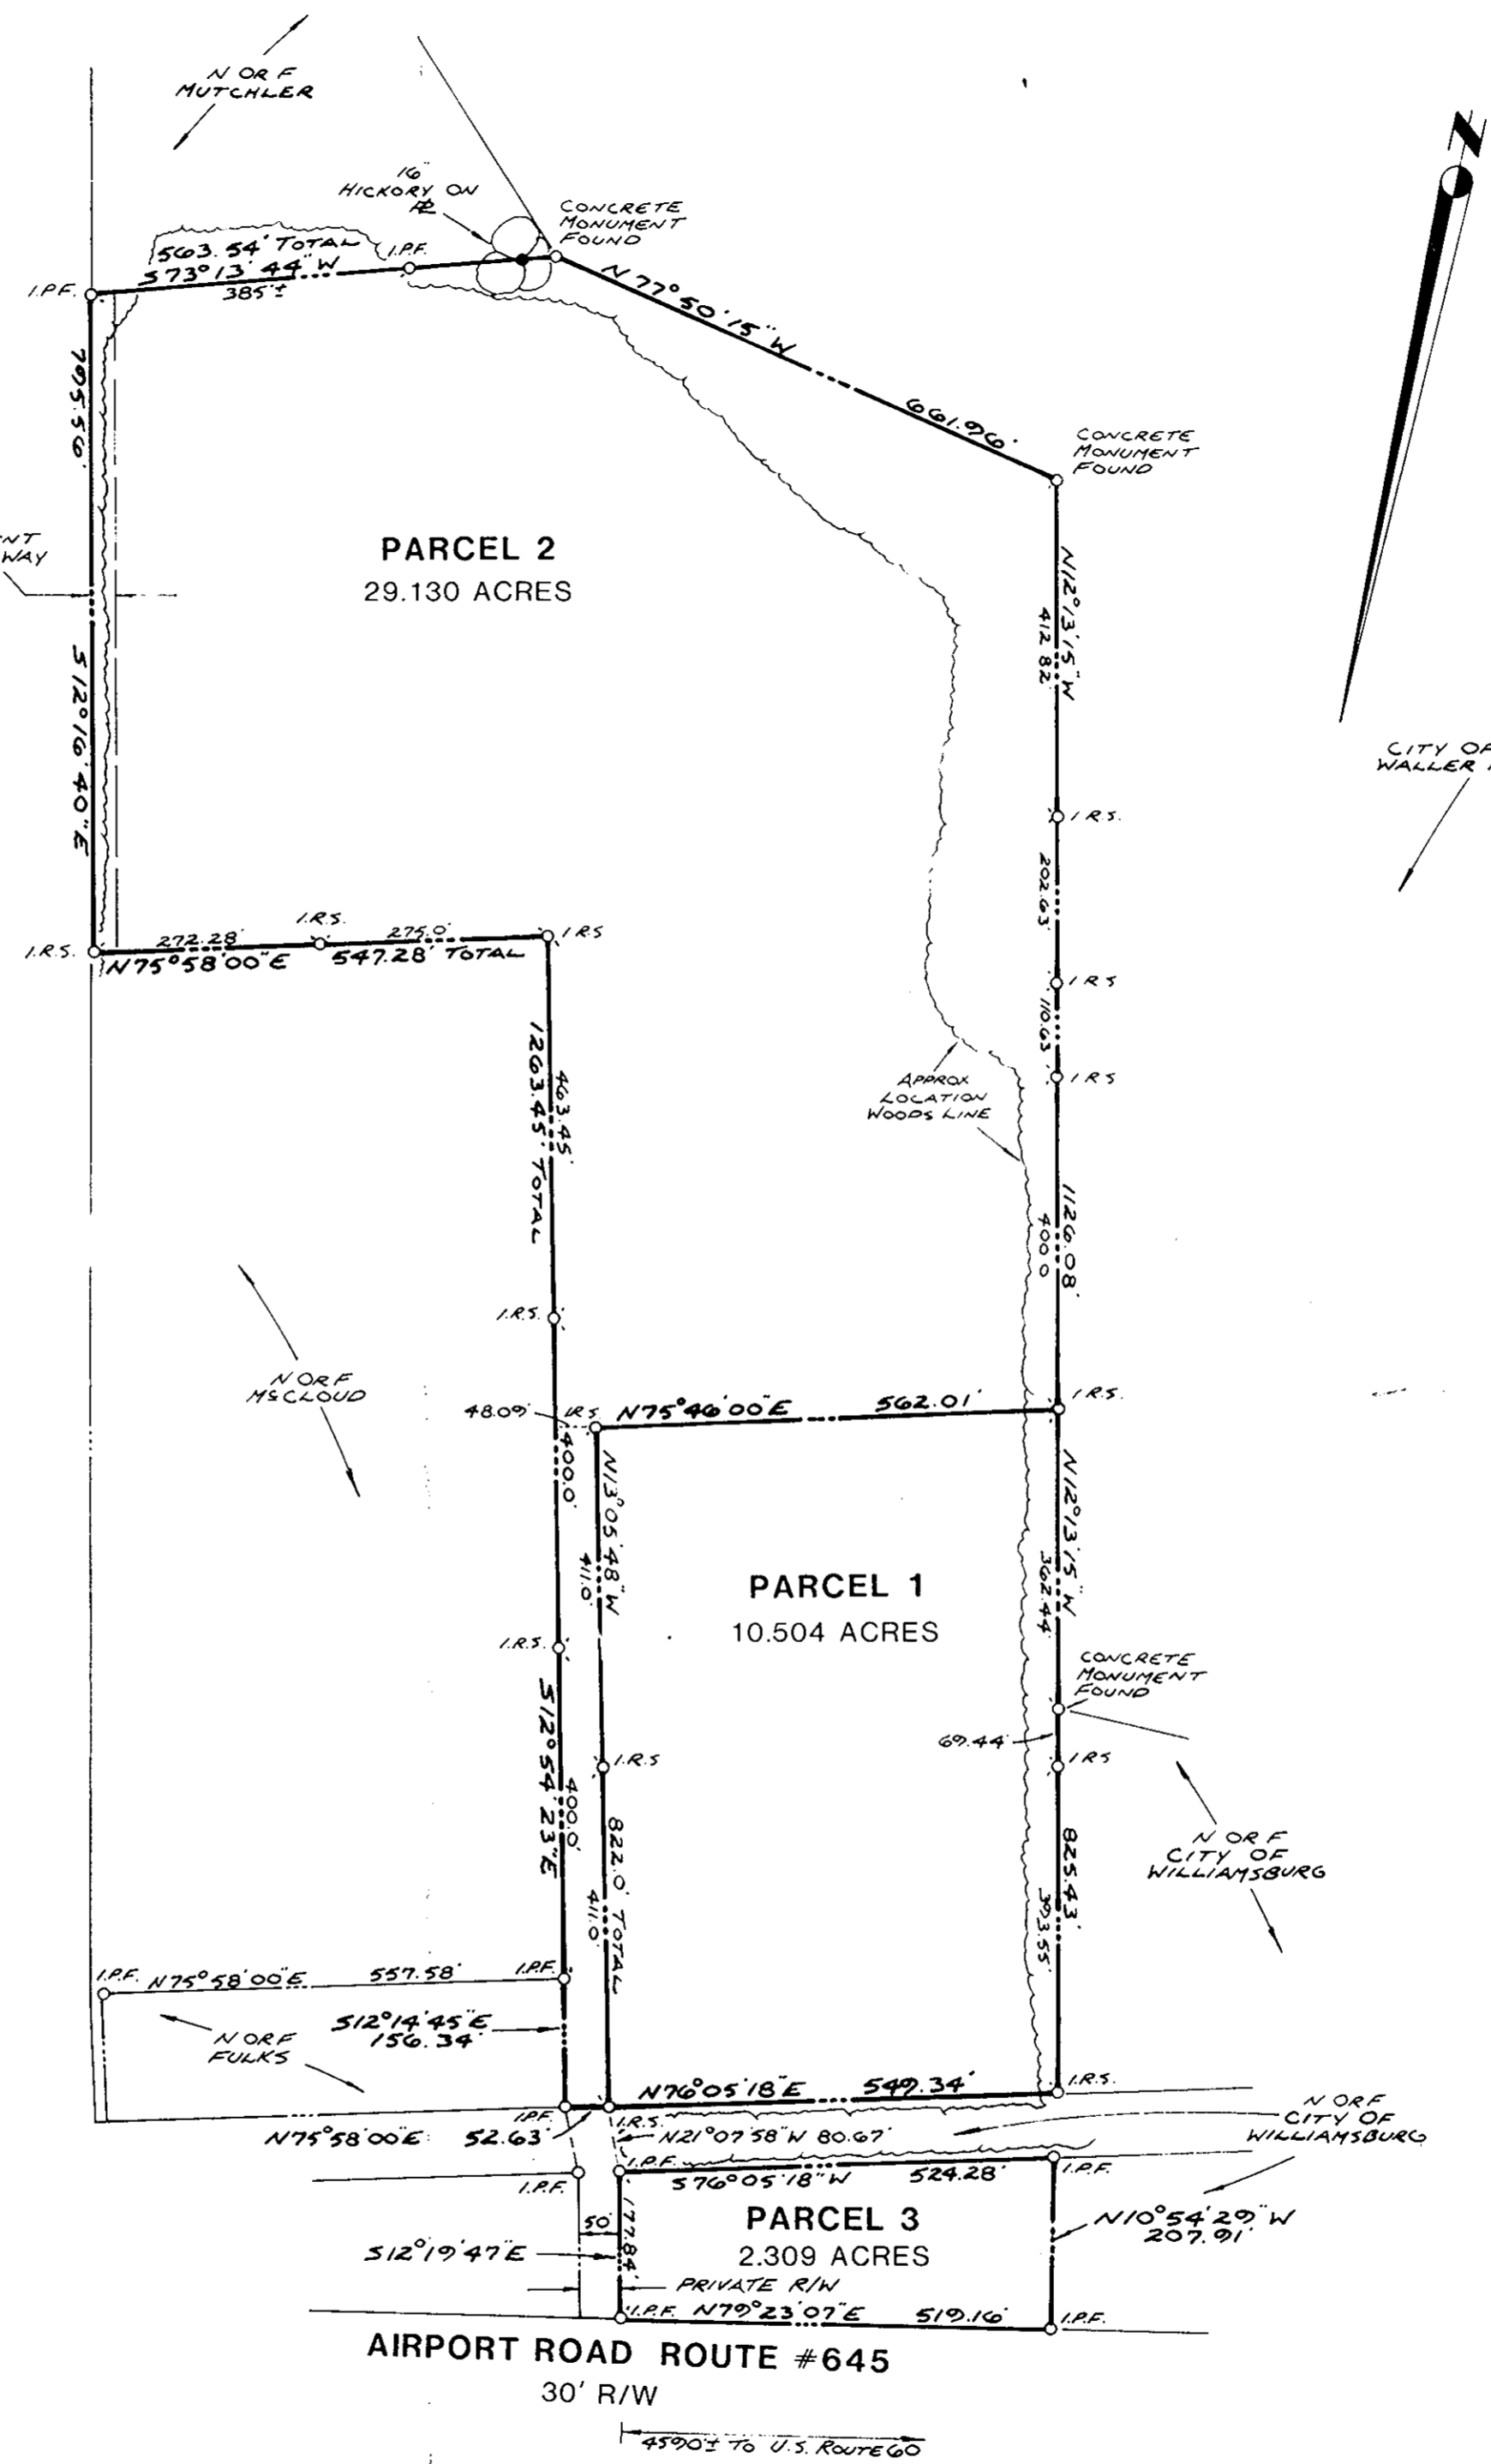 N OR F
MUTCHLER
N
16"
HICKORY ON
PL
CONCRETE
MONUMENT
FOUND
563.54' TOTAL
I.P.F.
S73°13'44"W
385'±
I.P.F.
N 77°50'15" W
661.96'
CONCRETE
MONUMENT
FOUND
795.56'
S12°16'40"E
WAY
PARCEL 2
29.130 ACRES
N12°13'15"W
412.82
CITY OF
WALLER
I.R.S.
202.63'
I.R.S
110.63'
I.R.S
I.R.S.
272.28'
I.R.S.
275.0'
I.R.S
N75°58'00"E
547.28' TOTAL
1263.45' TOTAL
463.45'
APPROX
LOCATION
WOODS LINE
1126.08'
400.0
I.R.S.
N OR F
McCLOUD
48.09'
I.R.S
N75°46'00"E
562.01'
I.R.S.
400.0'
N13°05'48"W
411.0'
N12°13'15"W
362.44'
PARCEL 1
10.504 ACRES
I.R.S.
CONCRETE
MONUMENT
FOUND
S12°54'23"E
69.44'
I.R.S
I.R.S
400.0'
822.0' TOTAL
411.0'
825.43'
393.55'
N OR F
CITY OF
WILLIAMSBURG
I.P.F.
N75°58'00"E
557.58'
I.P.F.
S12°14'45"E
156.34'
N OR F
FULKS
N76°05'18"E
549.34'
I.R.S.
I.P.F.
I.R.S.
N75°58'00"E
52.63'
N21°07'58"W 80.67'
N OR F
CITY OF
WILLIAMSBURG
I.P.F.
I.P.F.
S76°05'18"W
524.28'
I.P.F.
50'
177.84'
PARCEL 3
2.309 ACRES
N10°54'29"W
207.91'
S12°19'47"E
PRIVATE R/W
I.P.F.
N79°23'07"E
519.16'
I.P.F.
AIRPORT ROAD ROUTE #645
30' R/W
4590'± TO U.S. ROUTE 60